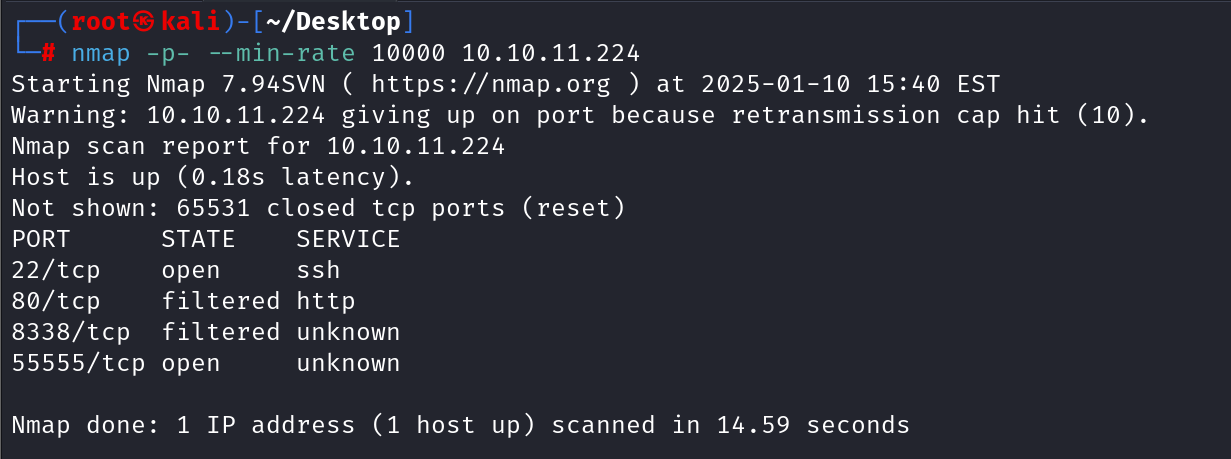 ┌──(root㉿kali)-[~/Desktop]
└─# nmap -p- --min-rate 10000 10.10.11.224
Starting Nmap 7.94SVN ( https://nmap.org ) at 2025-01-10 15:40 EST
Warning: 10.10.11.224 giving up on port because retransmission cap hit (10).
Nmap scan report for 10.10.11.224
Host is up (0.18s latency).
Not shown: 65531 closed tcp ports (reset)
PORT      STATE    SERVICE
22/tcp    open     ssh
80/tcp    filtered http
8338/tcp  filtered unknown
55555/tcp open     unknown

Nmap done: 1 IP address (1 host up) scanned in 14.59 seconds